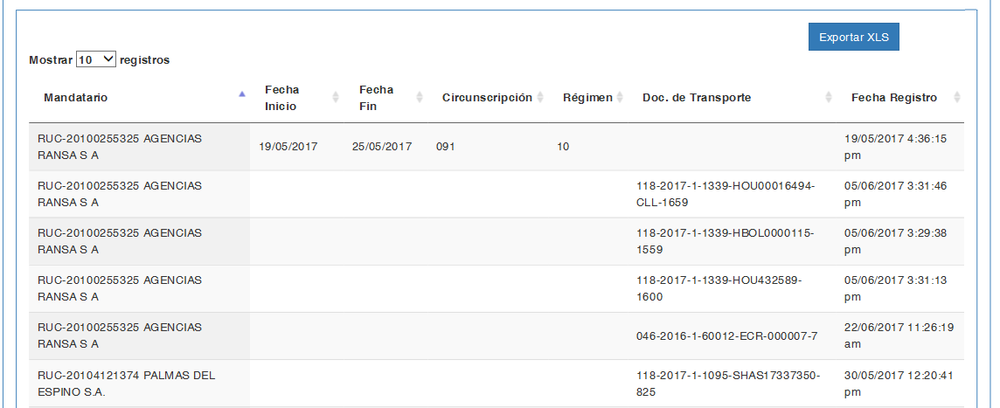 Exportar XLS
Mostrar 10 registros
Mandatario Fecha Inicio Fecha Fin Circunscripción Régimen Doc. de Transporte Fecha Registro
RUC-20100255325 AGENCIAS RANSA S A 19/05/2017 25/05/2017 091 10 19/05/2017 4:36:15 pm
RUC-20100255325 AGENCIAS RANSA S A 118-2017-1-1339-HOU00016494-CLL-1659 05/06/2017 3:31:46 pm
RUC-20100255325 AGENCIAS RANSA S A 118-2017-1-1339-HBOL0000115-1559 05/06/2017 3:29:38 pm
RUC-20100255325 AGENCIAS RANSA S A 118-2017-1-1339-HOU432589-1600 05/06/2017 3:31:13 pm
RUC-20100255325 AGENCIAS RANSA S A 046-2016-1-60012-ECR-000007-7 22/06/2017 11:26:19 am
RUC-20104121374 PALMAS DEL ESPINO S.A. 118-2017-1-1095-SHAS17337350-825 30/05/2017 12:20:41 pm